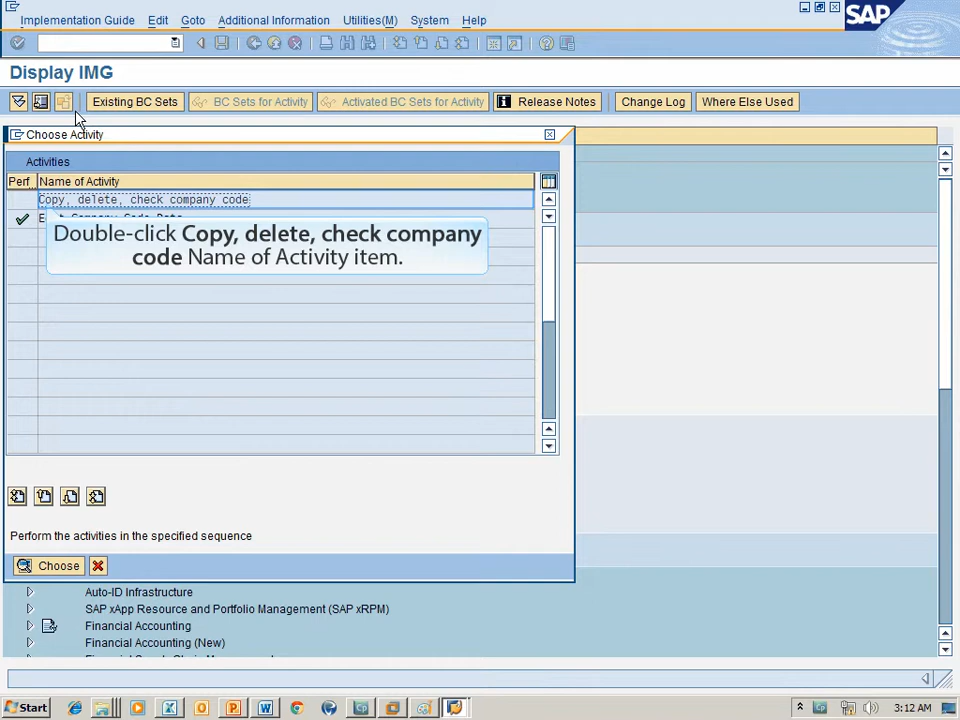 Implementation Guide Edit Goto Additional Information Utilities(M) System Help
SAP
Display IMG
Existing BC Sets BC Sets for Activity Activated BC Sets for Activity Release Notes Change Log Where Else Used
Choose Activity
Activities
Perf... Name of Activity
Copy, delete, check company code
Double-click Copy, delete, check company
code Name of Activity item.
Perform the activities in the specified sequence
Choose
Auto-ID Infrastructure
SAP xApp Resource and Portfolio Management (SAP xRPM)
Financial Accounting
Financial Accounting (New)
Start
3:12 AM